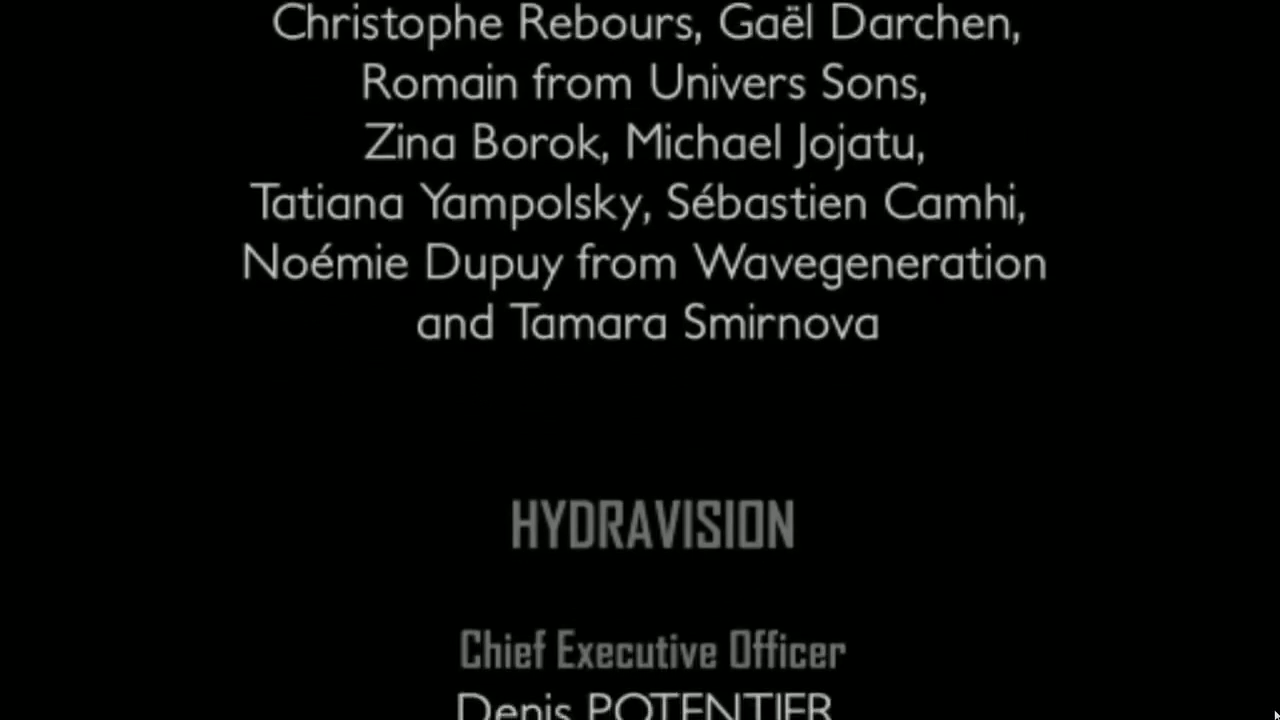 Christophe Rebours, Gaël Darchen,
Romain from Univers Sons,
Zina Borok, Michael Jojatu,
Tatiana Yampolsky, Sébastien Camhi,
Noémie Dupuy from Wavegeneration
and Tamara Smirnova
HYDRAVISION
Chief Executive Officer
Denis POTENTIER